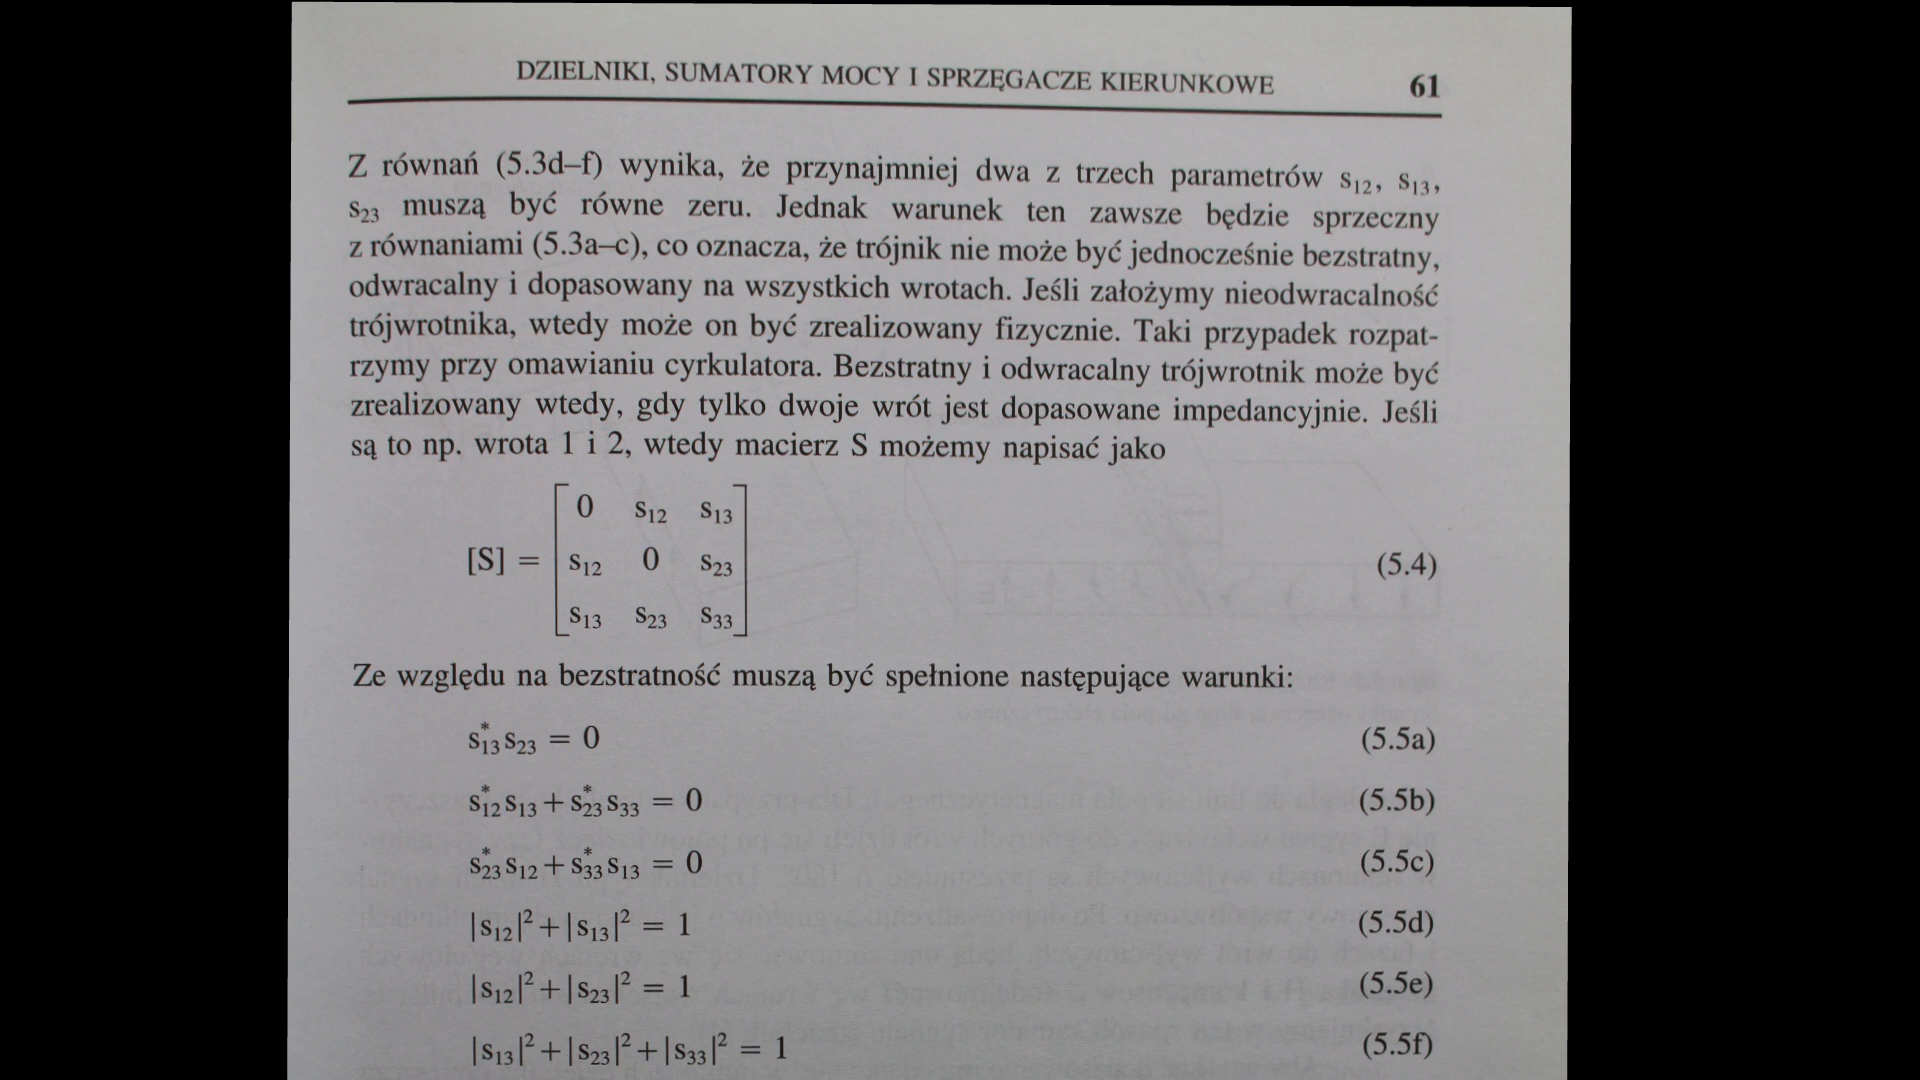 DZIELNIKI, SUMATORY MOCY I SPRZĘGACZE KIERUNKOWE 61
Z równań (5.3d–f) wynika, że przynajmniej dwa z trzech parametrów s₁₂, s₁₃,
s₂₃ muszą być równe zeru. Jednak warunek ten zawsze będzie sprzeczny
z równaniami (5.3a–c), co oznacza, że trójnik nie może być jednocześnie bezstratny,
odwracalny i dopasowany na wszystkich wrotach. Jeśli założymy nieodwracalność
trójwrotnika, wtedy może on być zrealizowany fizycznie. Taki przypadek rozpat-
rzymy przy omawianiu cyrkulatora. Bezstratny i odwracalny trójwrotnik może być
zrealizowany wtedy, gdy tylko dwoje wrót jest dopasowane impedancyjnie. Jeśli
są to np. wrota 1 i 2, wtedy macierz S możemy napisać jako
0 s₁₂ s₁₃
[S] = s₁₂ 0 s₂₃ (5.4)
s₁₃ s₂₃ s₃₃
Ze względu na bezstratność muszą być spełnione następujące warunki:
s₁₃* s₂₃ = 0 (5.5a)
s₁₂* s₁₃ + s₂₃* s₃₃ = 0 (5.5b)
s₂₃* s₁₂ + s₃₃* s₁₃ = 0 (5.5c)
|s₁₂|² + |s₁₃|² = 1 (5.5d)
|s₁₂|² + |s₂₃|² = 1 (5.5e)
|s₁₃|² + |s₂₃|² + |s₃₃|² = 1 (5.5f)